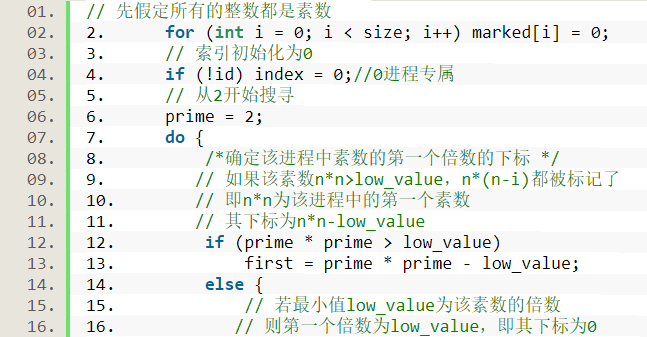 01. // 先假定所有的整数都是素数
02. 2.      for (int i = 0; i < size; i++) marked[i] = 0;
03. 3.      // 索引初始化为0
04. 4.      if (!id) index = 0;//0进程专属
05. 5.      // 从2开始搜寻
06. 6.      prime = 2;
07. 7.      do {
08. 8.          /*确定该进程中素数的第一个倍数的下标 */
09. 9.         // 如果该素数n*n>low_value，n*(n-i)都被标记了
10. 10.        // 即n*n为该进程中的第一个素数
11. 11.        // 其下标为n*n-low_value
12. 12.         if (prime * prime > low_value)
13. 13.             first = prime * prime - low_value;
14. 14.         else {
15. 15.             // 若最小值low_value为该素数的倍数
16. 16.            // 则第一个倍数为low_value，即其下标为0